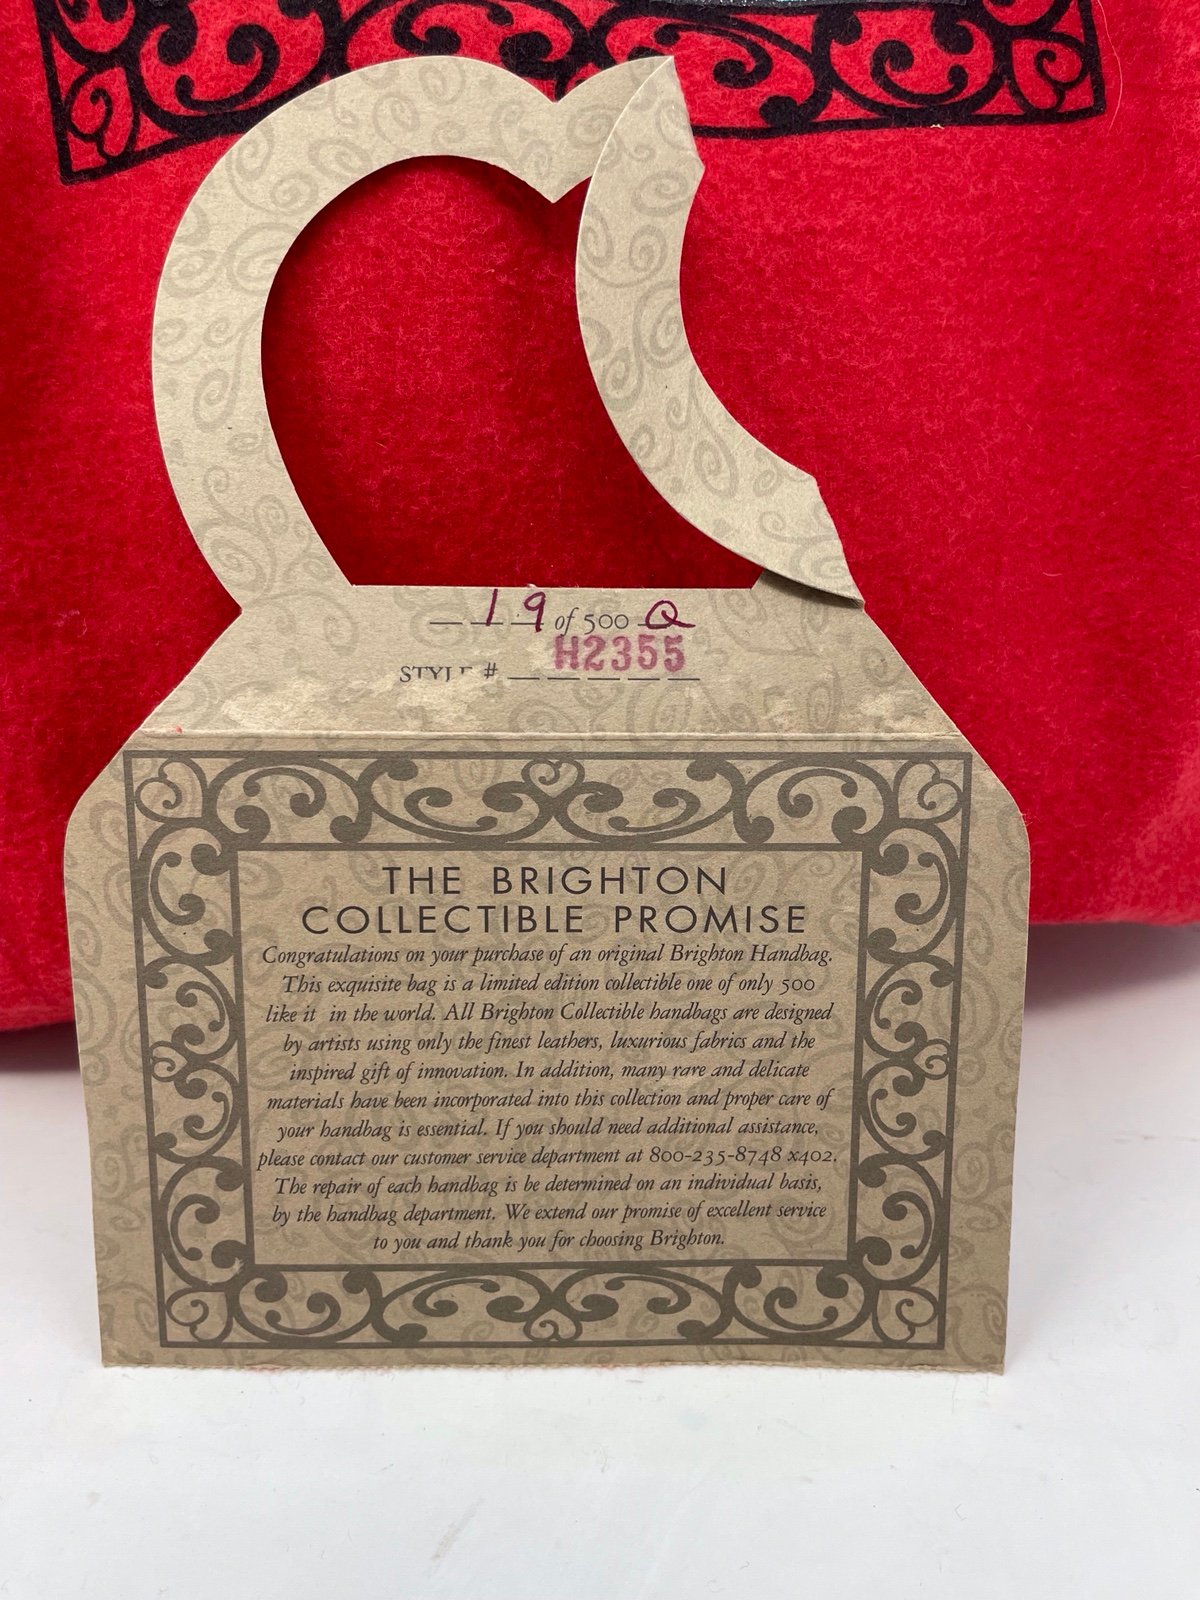 19 of 500 Q
STYLE # H2355
THE BRIGHTON
COLLECTIBLE PROMISE
Congratulations on your purchase of an original Brighton Handbag.
This exquisite bag is a limited edition collectible one of only 500
like it in the world. All Brighton Collectible handbags are designed
by artists using only the finest leathers, luxurious fabrics and the
inspired gift of innovation. In addition, many rare and delicate
materials have been incorporated into this collection and proper care of
your handbag is essential. If you should need additional assistance,
please contact our customer service department at 800-235-8748 x402.
The repair of each handbag is be determined on an individual basis,
by the handbag department. We extend our promise of excellent service
to you and thank you for choosing Brighton.